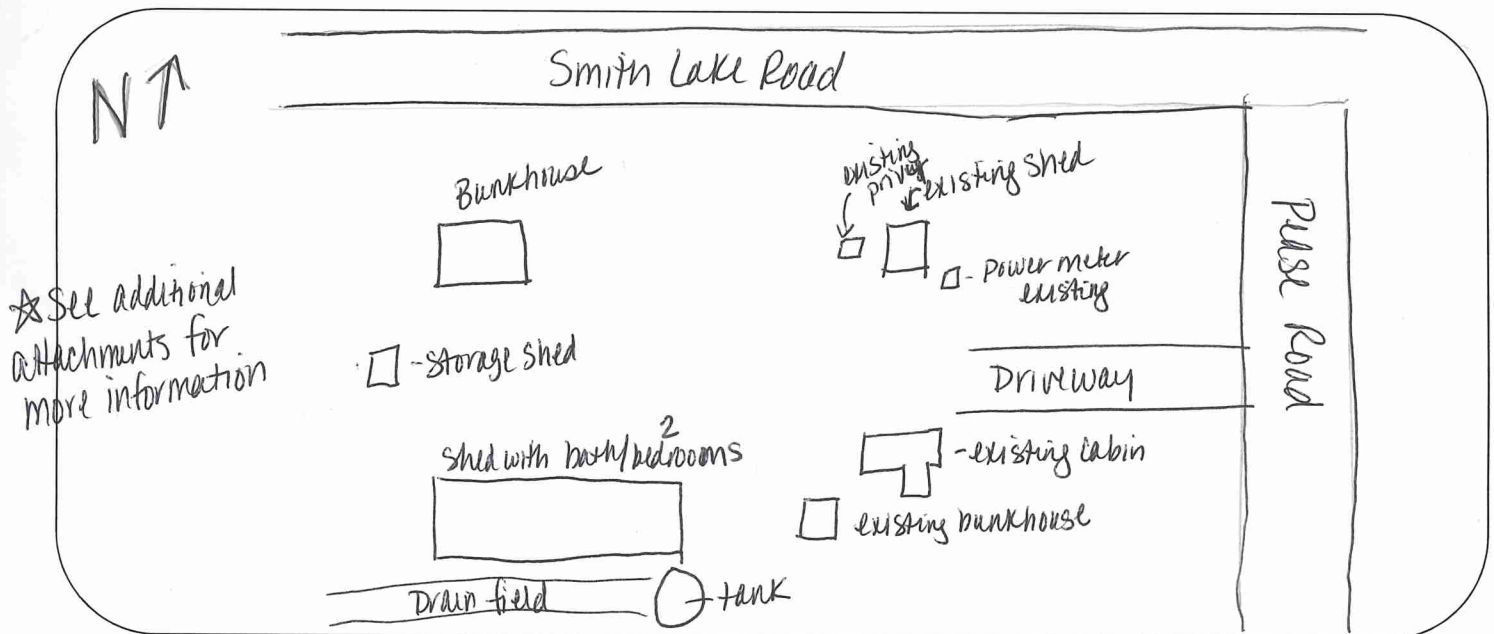 N
Smith Lake Road
Bunkhouse
existing
privy
existing shed
- Power meter
existing
Pease Road
☆ See additional
attachments for
more information
- storage shed
Driveway
2
shed with bath/bedrooms
- existing cabin
existing bunkhouse
Drain field
- tank